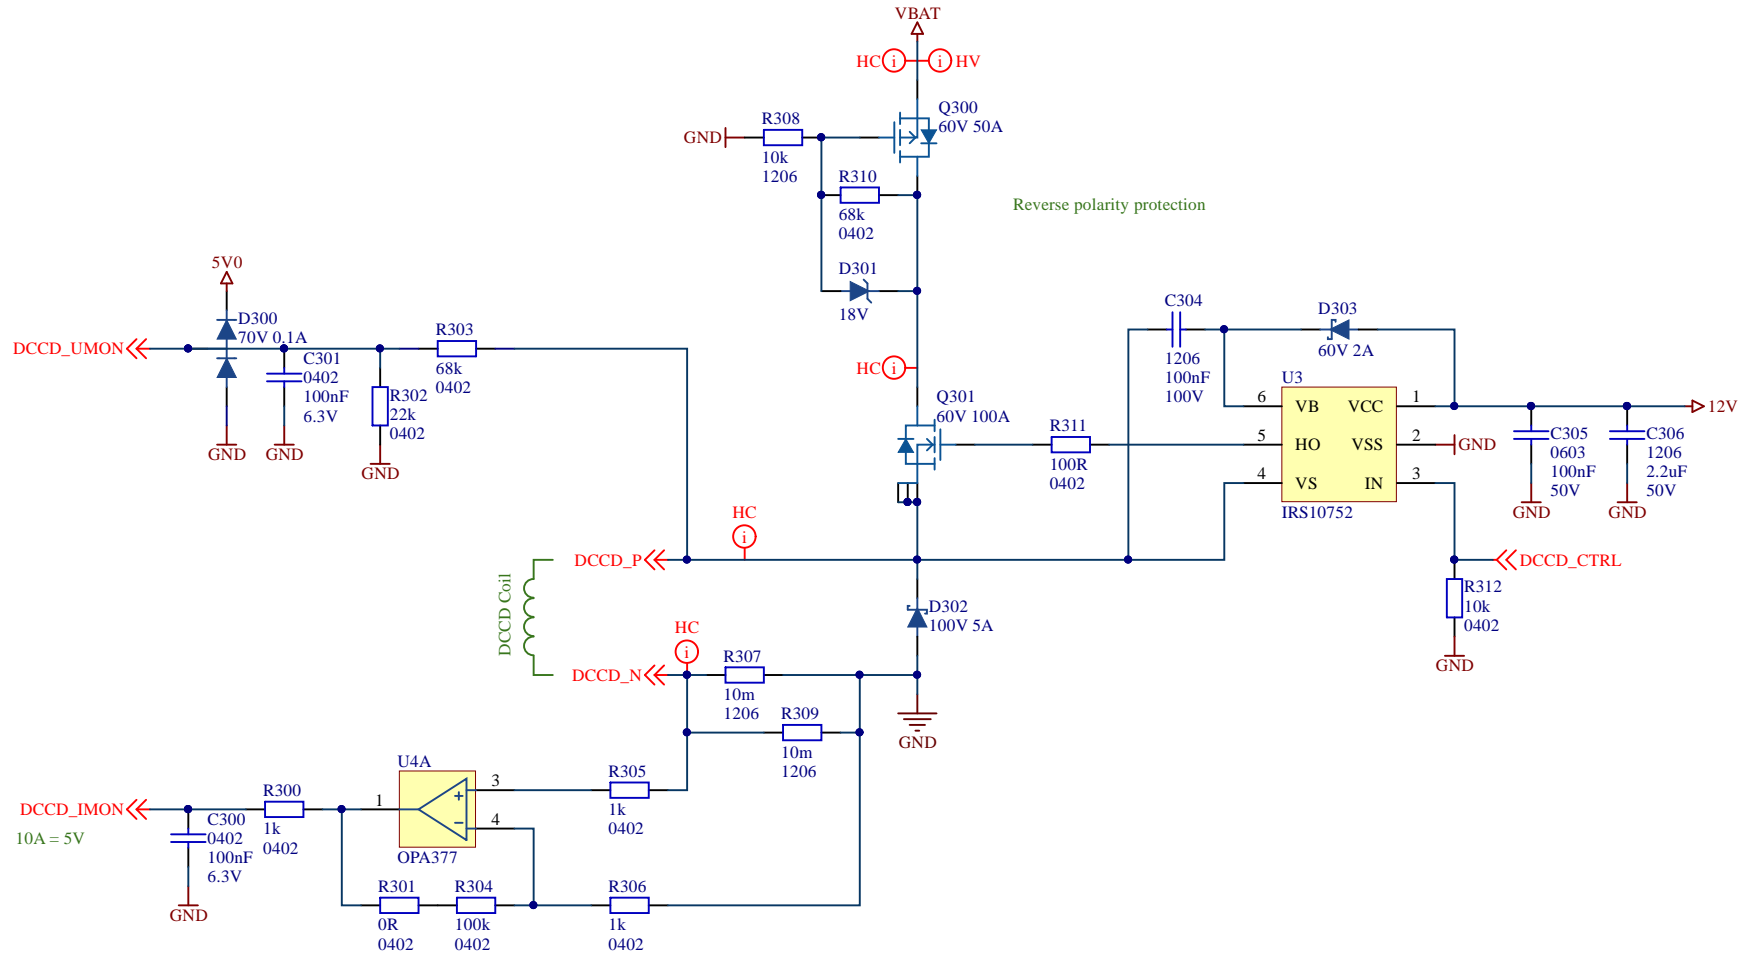 VBAT
HC
i
i
HV
Q300
60V 50A
R308
GND
10k
1206
R310
68k
0402
Reverse polarity protection
D301
18V
5V0
D300
70V 0.1A
R303
68k
0402
DCCD_UMON
C301
0402
100nF
6.3V
R302
22k
0402
GND
GND
GND
HC
i
C304
1206
100nF
100V
D303
60V 2A
Q301
60V 100A
R311
100R
0402
U3
6
VB
VCC
1
5
HO
VSS
2
GND
4
VS
IN
3
IRS10752
12V
C305
0603
100nF
50V
C306
1206
2.2uF
50V
GND
GND
HC
i
DCCD_P
DCCD_CTRL
R312
10k
0402
GND
DCCD Coil
D302
100V 5A
HC
i
DCCD_N
R307
10m
1206
R309
10m
1206
GND
U4A
3
1
4
+
−
OPA377
R305
1k
0402
DCCD_IMON
10A = 5V
R300
1k
0402
C300
0402
100nF
6.3V
GND
R301
0R
0402
R304
100k
0402
R306
1k
0402